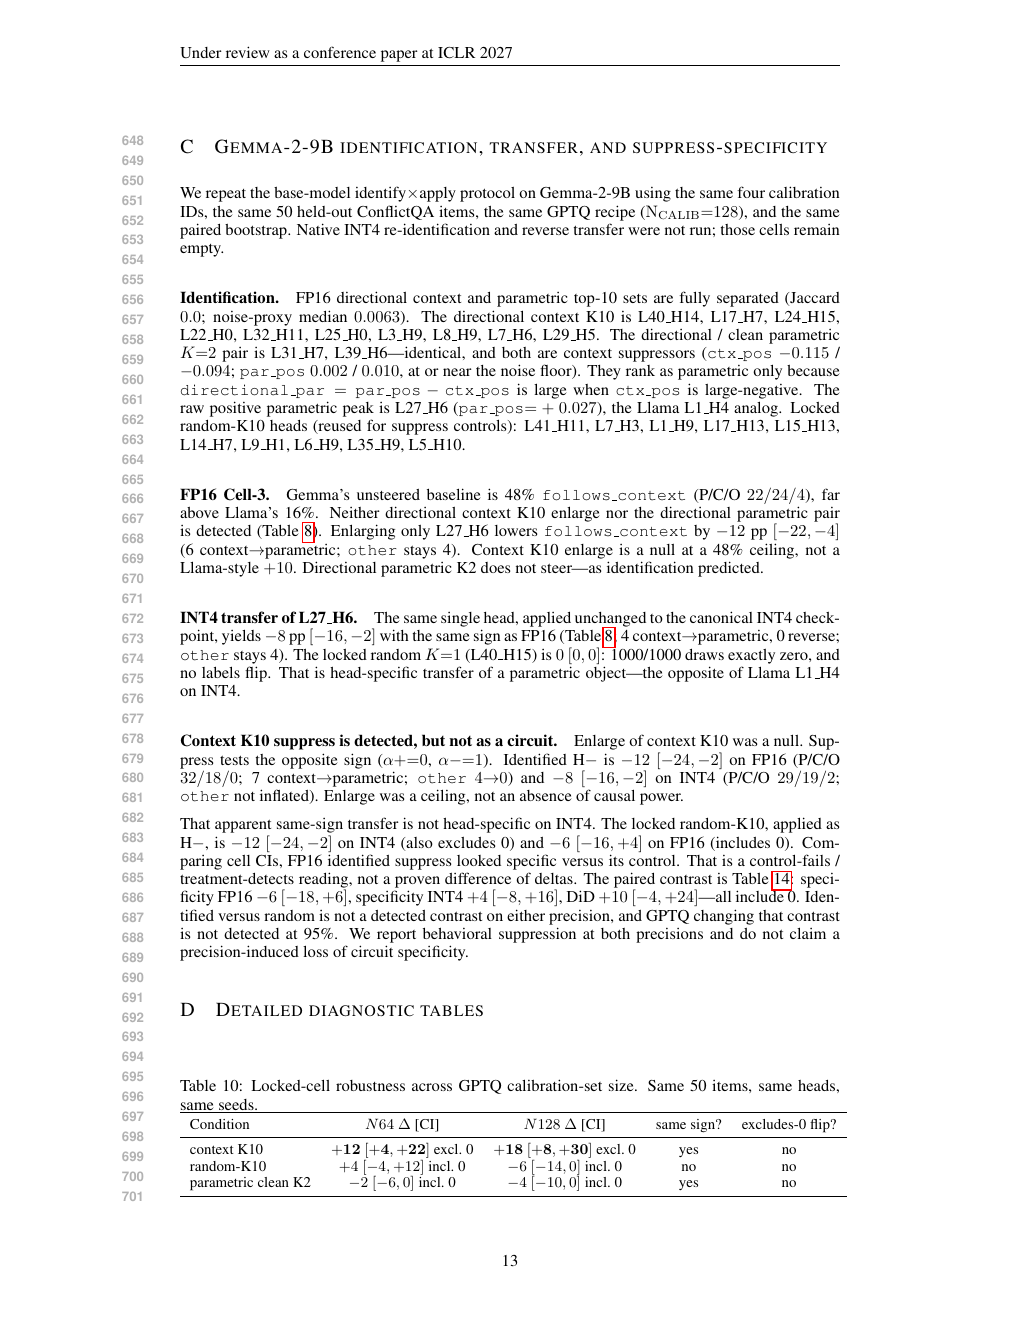 Under review as a conference paper at ICLR 2027
648
649
650
651
652
653
654
655
656
657
658
659
660
661
662
663
664
665
666
667
668
669
670
671
672
673
674
675
676
677
678
679
680
681
682
683
684
685
686
687
688
689
690
691
692
693
694
695
696
697
698
699
700
701
C GEMMA-2-9B IDENTIFICATION, TRANSFER, AND SUPPRESS-SPECIFICITY
We repeat the base-model identify×apply protocol on Gemma-2-9B using the same four calibration
IDs, the same 50 held-out ConflictQA items, the same GPTQ recipe (NCALIB=128), and the same
paired bootstrap. Native INT4 re-identification and reverse transfer were not run; those cells remain
empty.
Identification. FP16 directional context and parametric top-10 sets are fully separated (Jaccard
0.0; noise-proxy median 0.0063). The directional context K10 is L40_H14, L17_H7, L24_H15,
L22_H0, L32_H11, L25_H0, L3_H9, L8_H9, L7_H6, L29_H5. The directional / clean parametric
K=2 pair is L31_H7, L39_H6—identical, and both are context suppressors (ctx_pos −0.115 /
−0.094; par_pos 0.002 / 0.010, at or near the noise floor). They rank as parametric only because
directional_par = par_pos − ctx_pos is large when ctx_pos is large-negative. The
raw positive parametric peak is L27_H6 (par_pos= + 0.027), the Llama L1_H4 analog. Locked
random-K10 heads (reused for suppress controls): L41_H11, L7_H3, L1_H9, L17_H13, L15_H13,
L14_H7, L9_H1, L6_H9, L35_H9, L5_H10.
FP16 Cell-3. Gemma's unsteered baseline is 48% follows_context (P/C/O 22/24/4), far
above Llama's 16%. Neither directional context K10 enlarge nor the directional parametric pair
is detected (Table 8). Enlarging only L27_H6 lowers follows_context by −12 pp [−22, −4]
(6 context→parametric; other stays 4). Context K10 enlarge is a null at a 48% ceiling, not a
Llama-style +10. Directional parametric K2 does not steer—as identification predicted.
INT4 transfer of L27_H6. The same single head, applied unchanged to the canonical INT4 check-
point, yields −8 pp [−16, −2] with the same sign as FP16 (Table 8; 4 context→parametric, 0 reverse;
other stays 4). The locked random K=1 (L40_H15) is 0 [0, 0]: 1000/1000 draws exactly zero, and
no labels flip. That is head-specific transfer of a parametric object—the opposite of Llama L1_H4
on INT4.
Context K10 suppress is detected, but not as a circuit. Enlarge of context K10 was a null. Sup-
press tests the opposite sign (α+=0, α−=1). Identified H− is −12 [−24, −2] on FP16 (P/C/O
32/18/0; 7 context→parametric; other 4→0) and −8 [−16, −2] on INT4 (P/C/O 29/19/2;
other not inflated). Enlarge was a ceiling, not an absence of causal power.
That apparent same-sign transfer is not head-specific on INT4. The locked random-K10, applied as
H−, is −12 [−24, −2] on INT4 (also excludes 0) and −6 [−16, +4] on FP16 (includes 0). Com-
paring cell CIs, FP16 identified suppress looked specific versus its control. That is a control-fails /
treatment-detects reading, not a proven difference of deltas. The paired contrast is Table 14: speci-
ficity FP16 −6 [−18, +6], specificity INT4 +4 [−8, +16], DiD +10 [−4, +24]—all include 0. Iden-
tified versus random is not a detected contrast on either precision, and GPTQ changing that contrast
is not detected at 95%. We report behavioral suppression at both precisions and do not claim a
precision-induced loss of circuit specificity.
D DETAILED DIAGNOSTIC TABLES
Table 10: Locked-cell robustness across GPTQ calibration-set size. Same 50 items, same heads,
same seeds.
Condition N64 Δ [CI] N128 Δ [CI] same sign? excludes-0 flip?
context K10 +12 [+4, +22] excl. 0 +18 [+8, +30] excl. 0 yes no
random-K10 +4 [−4, +12] incl. 0 −6 [−14, 0] incl. 0 no no
parametric clean K2 −2 [−6, 0] incl. 0 −4 [−10, 0] incl. 0 yes no
13